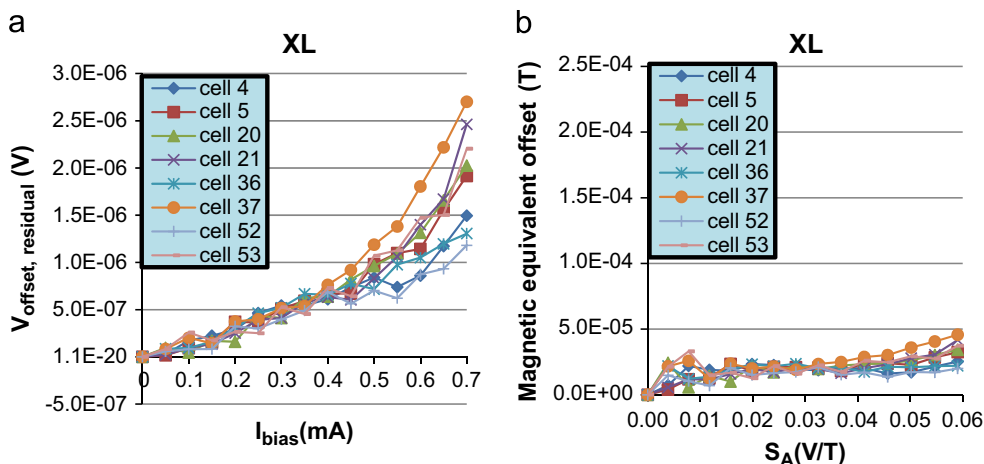 a
XL
3.0E-06
2.5E-06
2.0E-06
1.5E-06
1.0E-06
5.0E-07
1.1E-20
-5.0E-07
V offset, residual (V)
cell 4
cell 5
cell 20
cell 21
cell 36
cell 37
cell 52
cell 53
0 0.1 0.2 0.3 0.4 0.5 0.6 0.7
I bias(mA)
b
XL
2.5E-04
2.0E-04
1.5E-04
1.0E-04
5.0E-05
0.0E+00
Magnetic equivalent offset (T)
cell 4
cell 5
cell 20
cell 21
cell 36
cell 37
cell 52
cell 53
0.00 0.01 0.02 0.03 0.04 0.05 0.06
SA(V/T)